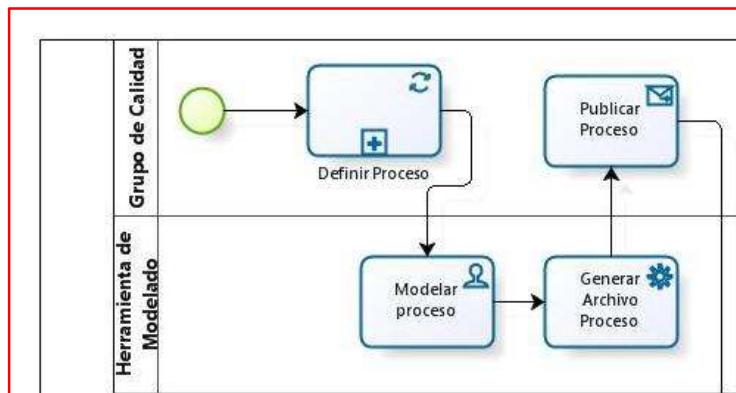 Grupo de Calidad
Definir Proceso
Publicar
Proceso
Herramienta de
Modelado
Modelar
proceso
Generar
Archivo
Proceso